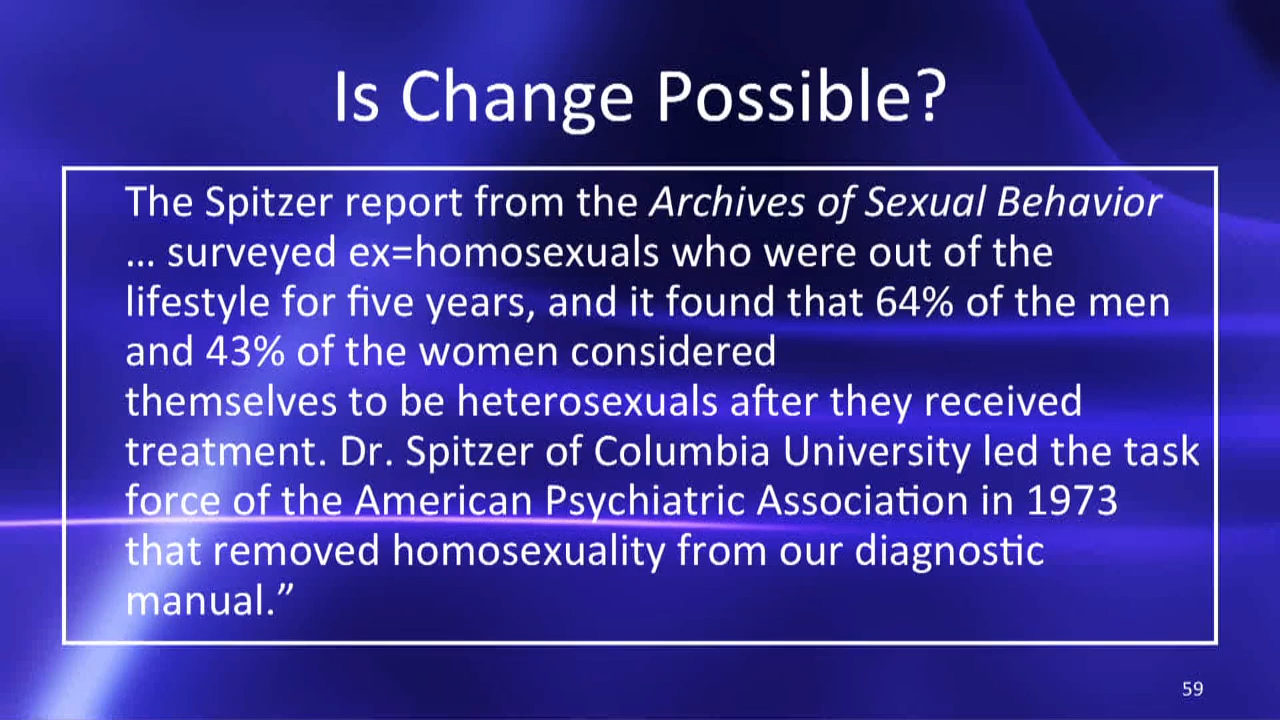 Is Change Possible?
The Spitzer report from the Archives of Sexual Behavior
... surveyed ex=homosexuals who were out of the
lifestyle for five years, and it found that 64% of the men
and 43% of the women considered
themselves to be heterosexuals after they received
treatment. Dr. Spitzer of Columbia University led the task
force of the American Psychiatric Association in 1973
that removed homosexuality from our diagnostic
manual.”
59